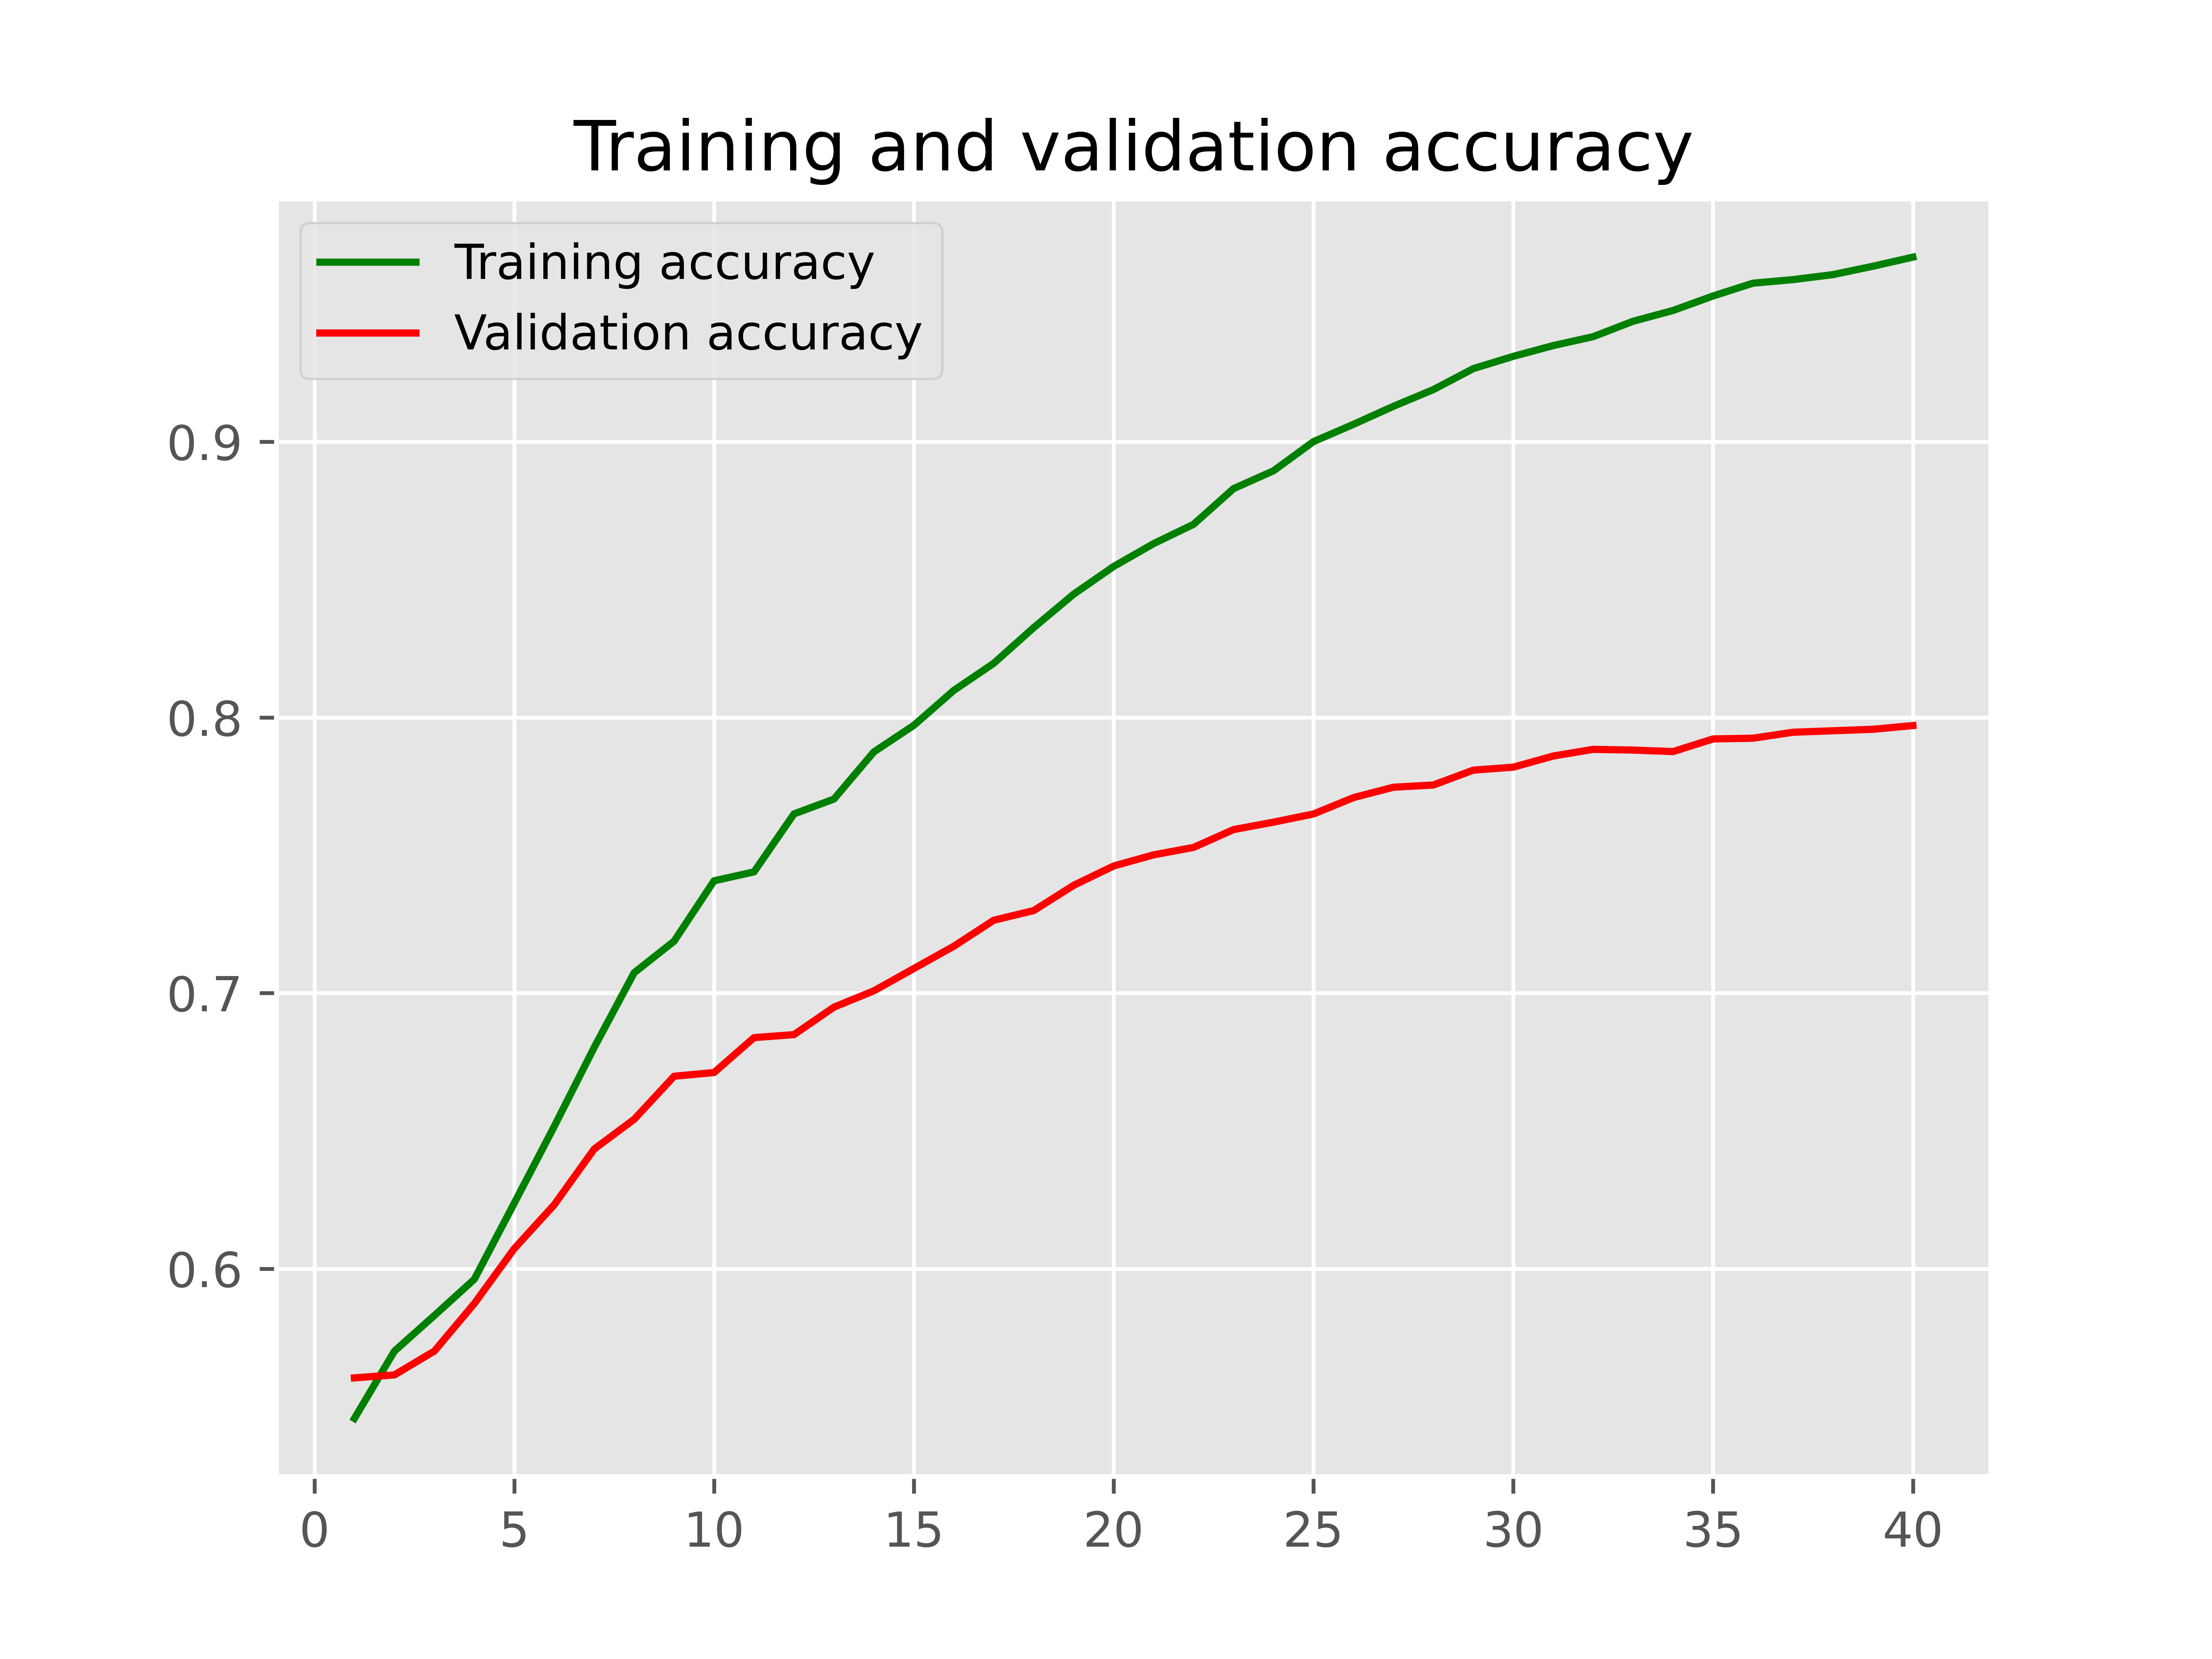 Training and validation accuracy
Training accuracy
Validation accuracy
0.9
0.8
0.7
0.6
0 5 10 15 20 25 30 35 40